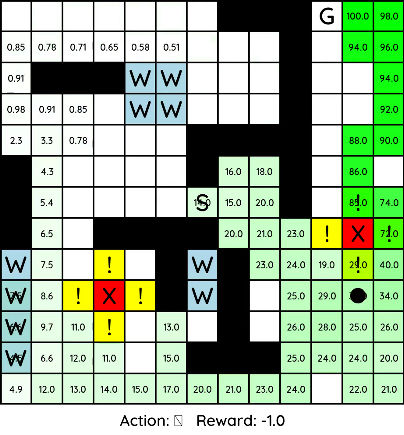 G 100.0 98.0
0.85 0.78 0.71 0.65 0.58 0.51 94.0 96.0
0.91 W W 94.0
0.98 0.91 0.85 W W 92.0
2.3 3.3 0.78 88.0 90.0
4.3 16.0 18.0 86.0
5.4 S 15.0 20.0 ! 74.0
6.5 20.0 21.0 23.0 ! X !
W 7.5 ! W 23.0 24.0 19.0 ! 40.0
W 8.6 ! X ! W 25.0 29.0 34.0
W 9.7 11.0 ! 13.0 26.0 28.0 25.0 26.0
W 10.0 12.0 11.0 15.0 25.0 24.0 24.0 20.0
4.9 12.0 13.0 14.0 15.0 17.0 20.0 21.0 23.0 24.0 22.0 21.0
Action: Reward: -1.0